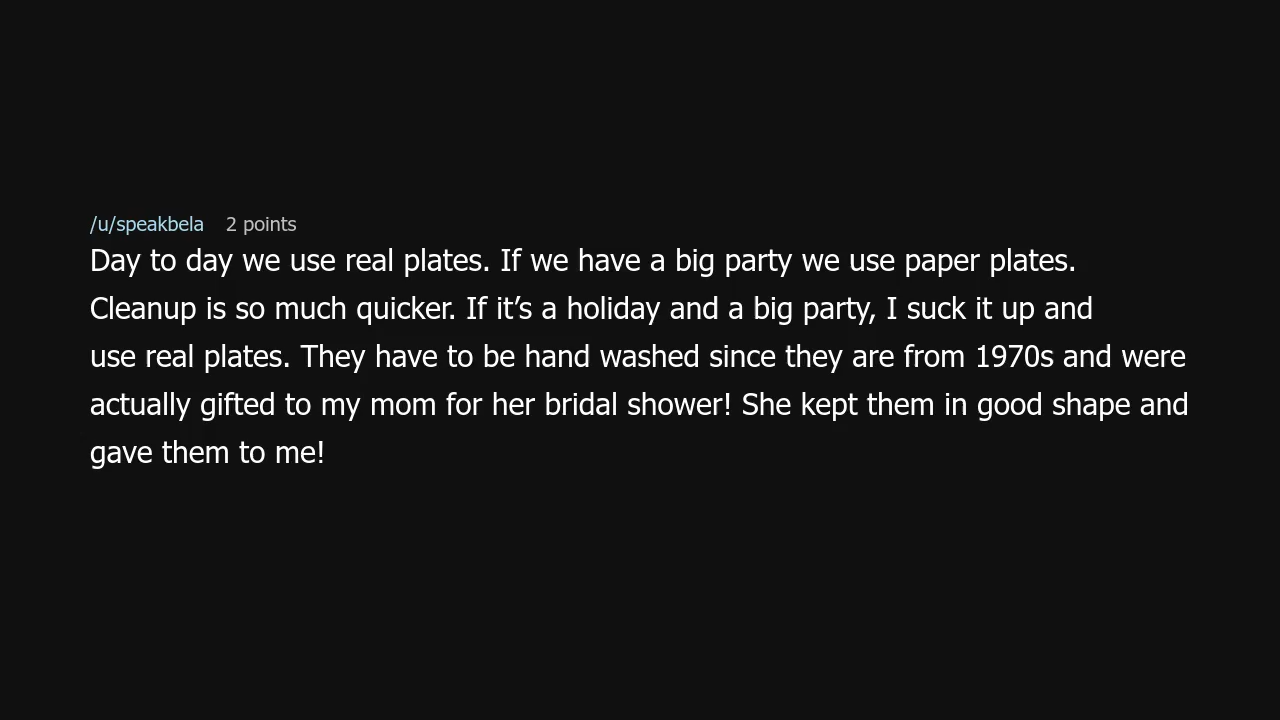 /u/speakbela 2 points
Day to day we use real plates. If we have a big party we use paper plates.
Cleanup is so much quicker. If it’s a holiday and a big party, I suck it up and
use real plates. They have to be hand washed since they are from 1970s and were
actually gifted to my mom for her bridal shower! She kept them in good shape and
gave them to me!